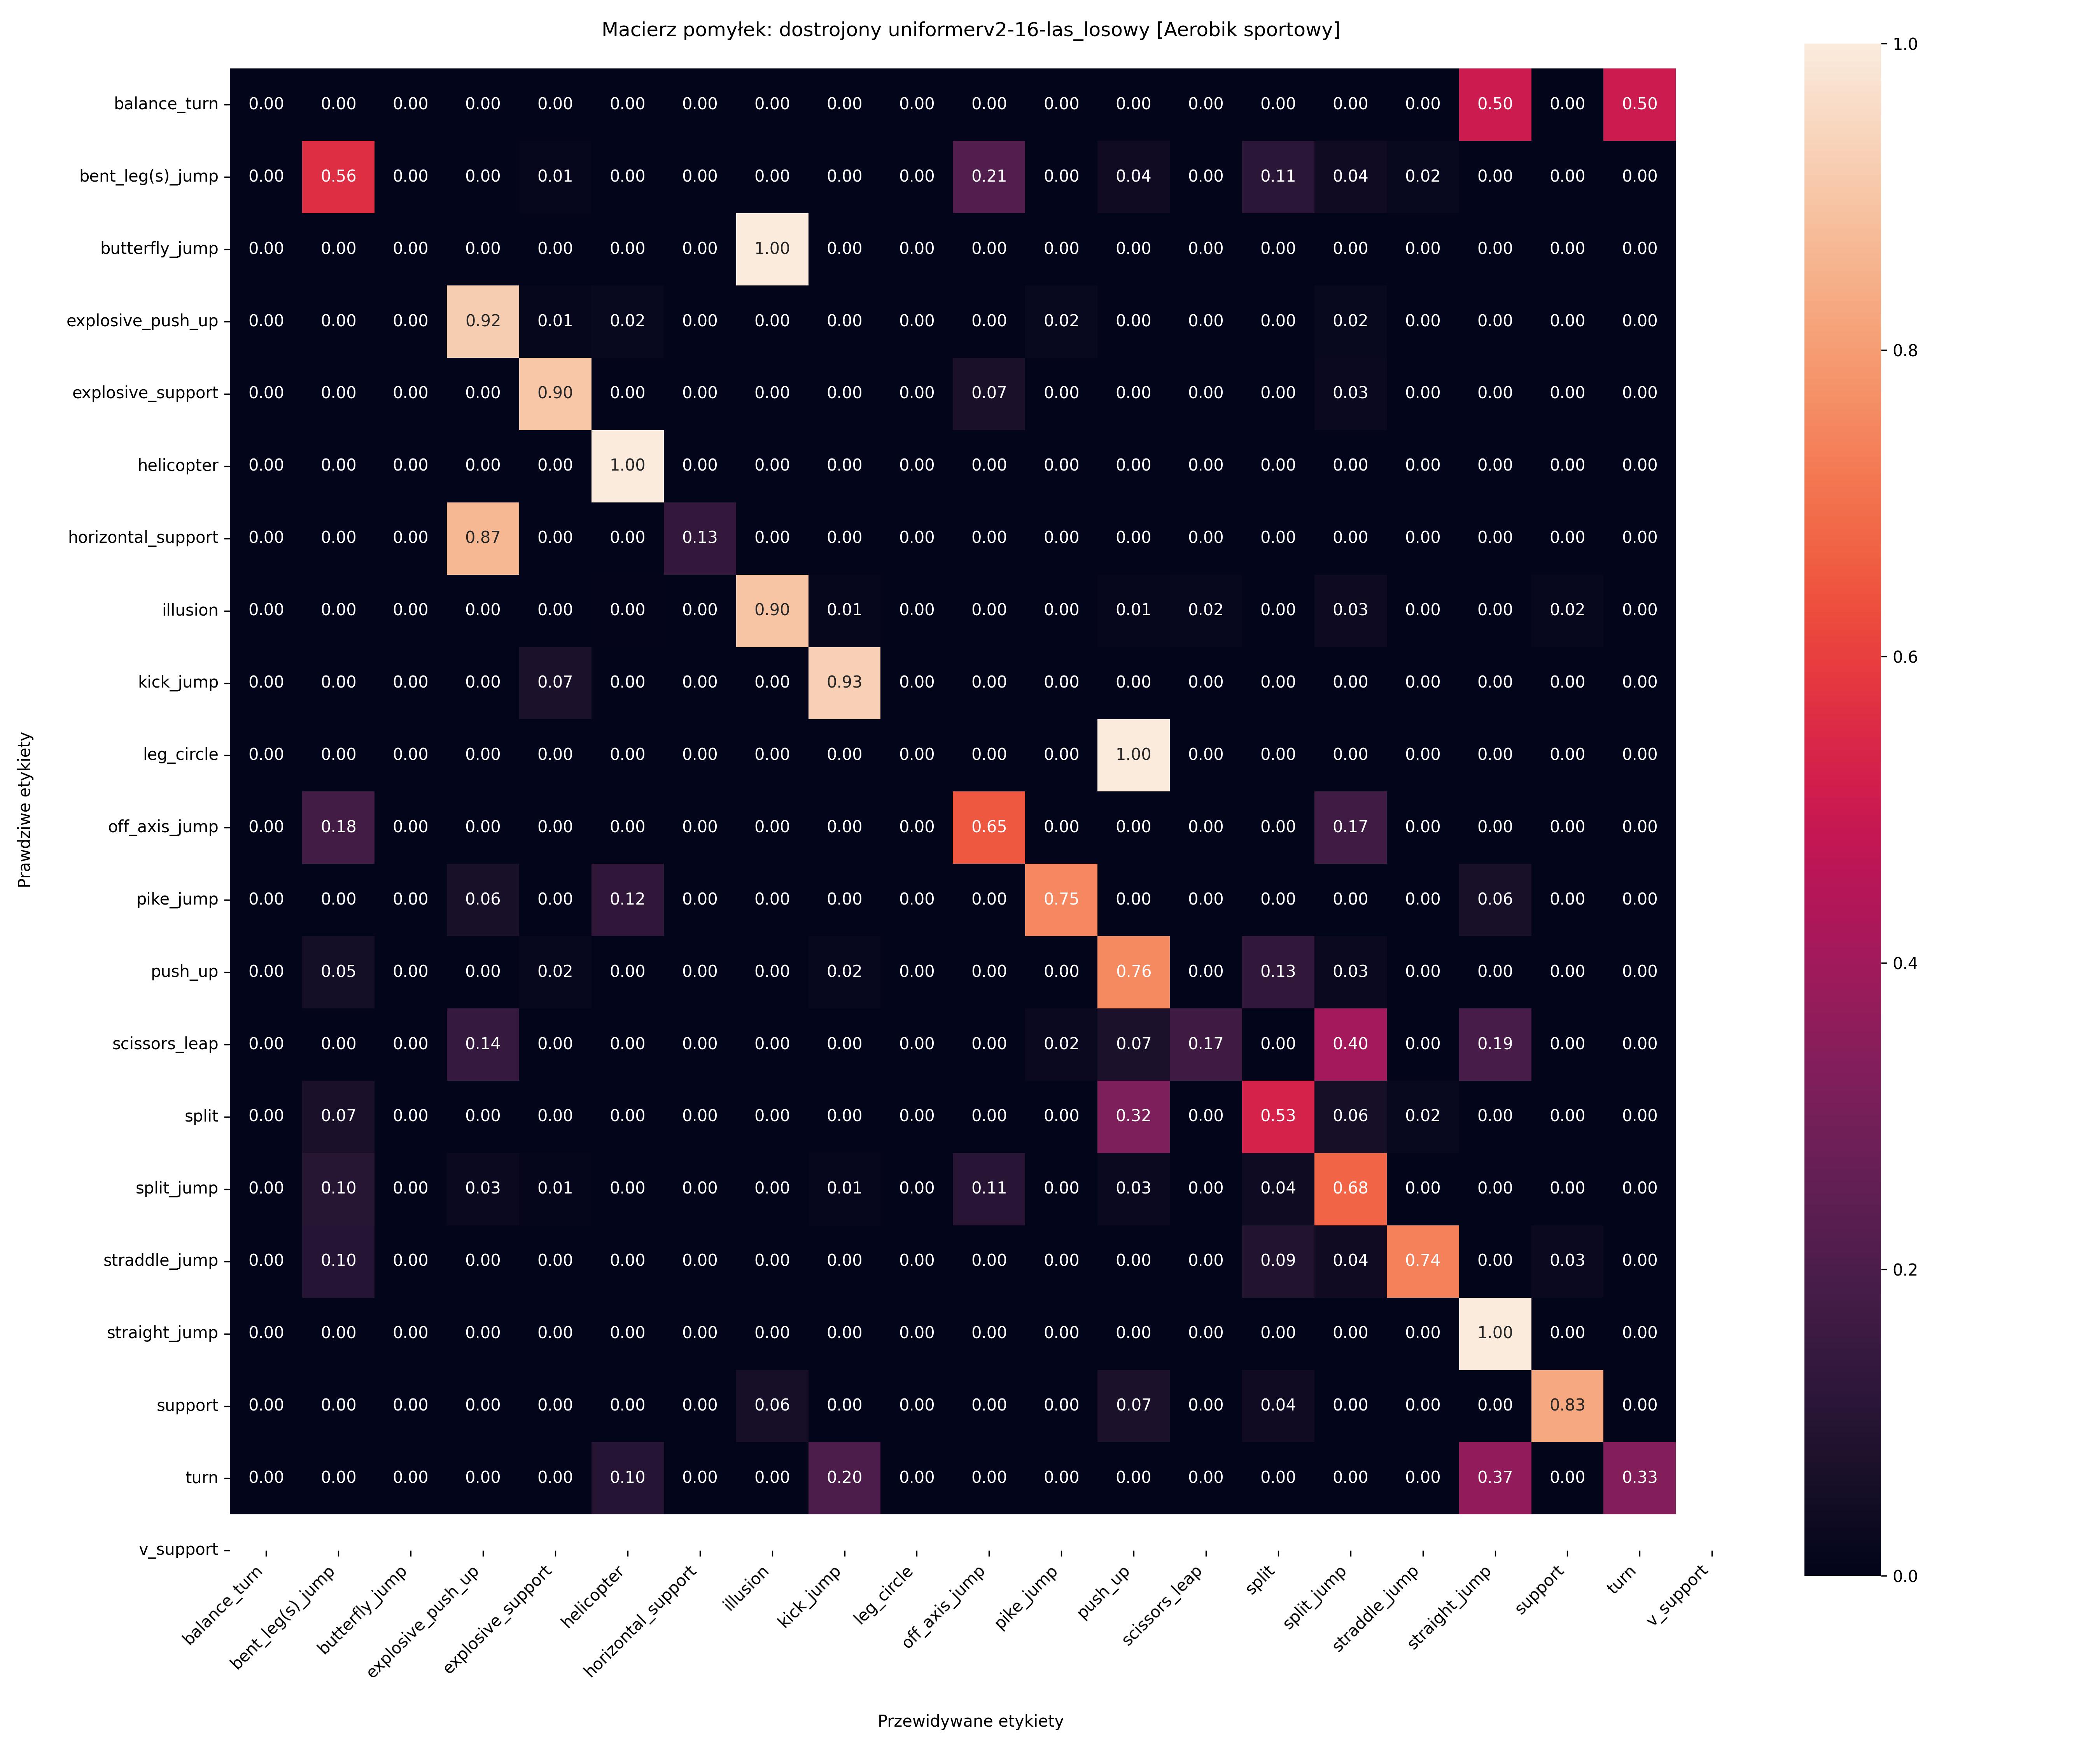 Macierz pomyłek: dostrojony uniformerv2-16-las_losowy [Aerobik sportowy]
1.0
balance_turn 0.00 0.00 0.00 0.00 0.00 0.00 0.00 0.00 0.00 0.00 0.00 0.00 0.00 0.00 0.00 0.00 0.00 0.50 0.00 0.50
bent_leg(s)_jump 0.00 0.56 0.00 0.00 0.01 0.00 0.00 0.00 0.00 0.00 0.21 0.00 0.04 0.00 0.11 0.04 0.02 0.00 0.00 0.00
butterfly_jump 0.00 0.00 0.00 0.00 0.00 0.00 0.00 1.00 0.00 0.00 0.00 0.00 0.00 0.00 0.00 0.00 0.00 0.00 0.00 0.00
explosive_push_up 0.00 0.00 0.00 0.92 0.01 0.02 0.00 0.00 0.00 0.00 0.00 0.02 0.00 0.00 0.00 0.02 0.00 0.00 0.00 0.00
0.8
explosive_support 0.00 0.00 0.00 0.00 0.90 0.00 0.00 0.00 0.00 0.00 0.07 0.00 0.00 0.00 0.00 0.03 0.00 0.00 0.00 0.00
helicopter 0.00 0.00 0.00 0.00 0.00 1.00 0.00 0.00 0.00 0.00 0.00 0.00 0.00 0.00 0.00 0.00 0.00 0.00 0.00 0.00
horizontal_support 0.00 0.00 0.00 0.87 0.00 0.00 0.13 0.00 0.00 0.00 0.00 0.00 0.00 0.00 0.00 0.00 0.00 0.00 0.00 0.00
illusion 0.00 0.00 0.00 0.00 0.00 0.00 0.00 0.90 0.01 0.00 0.00 0.00 0.01 0.02 0.00 0.03 0.00 0.00 0.02 0.00
0.6
kick_jump 0.00 0.00 0.00 0.00 0.07 0.00 0.00 0.00 0.93 0.00 0.00 0.00 0.00 0.00 0.00 0.00 0.00 0.00 0.00 0.00
leg_circle 0.00 0.00 0.00 0.00 0.00 0.00 0.00 0.00 0.00 0.00 0.00 0.00 1.00 0.00 0.00 0.00 0.00 0.00 0.00 0.00
Prawdziwe etykiety
off_axis_jump 0.00 0.18 0.00 0.00 0.00 0.00 0.00 0.00 0.00 0.00 0.65 0.00 0.00 0.00 0.00 0.17 0.00 0.00 0.00 0.00
pike_jump 0.00 0.00 0.00 0.06 0.00 0.12 0.00 0.00 0.00 0.00 0.00 0.75 0.00 0.00 0.00 0.00 0.00 0.06 0.00 0.00
push_up 0.00 0.05 0.00 0.00 0.02 0.00 0.00 0.00 0.02 0.00 0.00 0.00 0.76 0.00 0.13 0.03 0.00 0.00 0.00 0.00
0.4
scissors_leap 0.00 0.00 0.00 0.14 0.00 0.00 0.00 0.00 0.00 0.00 0.00 0.02 0.07 0.17 0.00 0.40 0.00 0.19 0.00 0.00
split 0.00 0.07 0.00 0.00 0.00 0.00 0.00 0.00 0.00 0.00 0.00 0.00 0.32 0.00 0.53 0.06 0.02 0.00 0.00 0.00
split_jump 0.00 0.10 0.00 0.03 0.01 0.00 0.00 0.00 0.01 0.00 0.11 0.00 0.03 0.00 0.04 0.68 0.00 0.00 0.00 0.00
straddle_jump 0.00 0.10 0.00 0.00 0.00 0.00 0.00 0.00 0.00 0.00 0.00 0.00 0.00 0.00 0.09 0.04 0.74 0.00 0.03 0.00
0.2
straight_jump 0.00 0.00 0.00 0.00 0.00 0.00 0.00 0.00 0.00 0.00 0.00 0.00 0.00 0.00 0.00 0.00 0.00 1.00 0.00 0.00
support 0.00 0.00 0.00 0.00 0.00 0.00 0.00 0.06 0.00 0.00 0.00 0.00 0.07 0.00 0.04 0.00 0.00 0.00 0.83 0.00
turn 0.00 0.00 0.00 0.00 0.00 0.10 0.00 0.00 0.20 0.00 0.00 0.00 0.00 0.00 0.00 0.00 0.00 0.37 0.00 0.33
v_support
0.0
balance_turn
bent_leg(s)_jump
butterfly_jump
explosive_push_up
explosive_support
helicopter
horizontal_support
illusion
kick_jump
leg_circle
off_axis_jump
pike_jump
push_up
scissors_leap
split
split_jump
straddle_jump
straight_jump
support
turn
v_support
Przewidywane etykiety